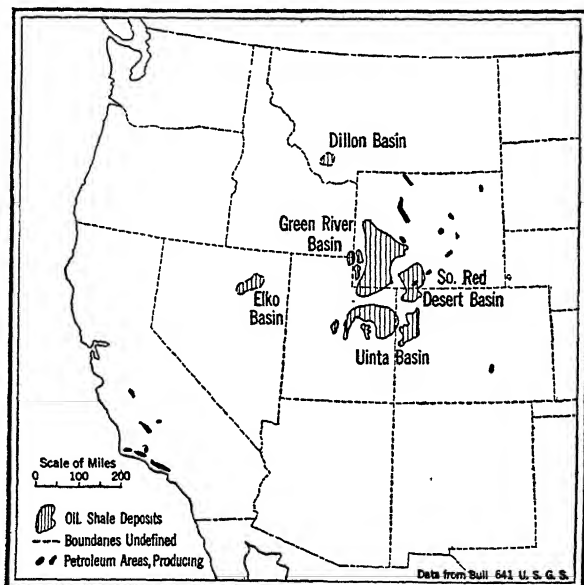 Dillon Basin
Green River
Basin
So. Red
Desert Basin
Elko
Basin
Uinta Basin
Scale of Miles
0 100 200
Oil Shale Deposits
Boundaries Undefined
Petroleum Areas, Producing
Data from Bull 641 U. S. G. S.